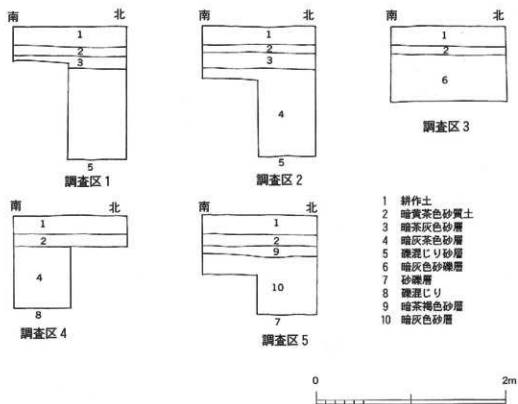 南 北
1
2
3
5
調査区1
南 北
1
2
3
4
5
調査区2
南 北
1
2
6
調査区3
南 北
1
2
4
8
調査区4
南 北
1
2
9
10
7
調査区5
1 耕作土
2 暗黄茶色砂質土
3 暗茶灰色砂層
4 暗灰茶色砂層
5 礫混じり砂層
6 暗灰色砂礫層
7 砂礫層
8 礫混じり
9 暗茶褐色砂層
10 暗灰色砂層
0 2m